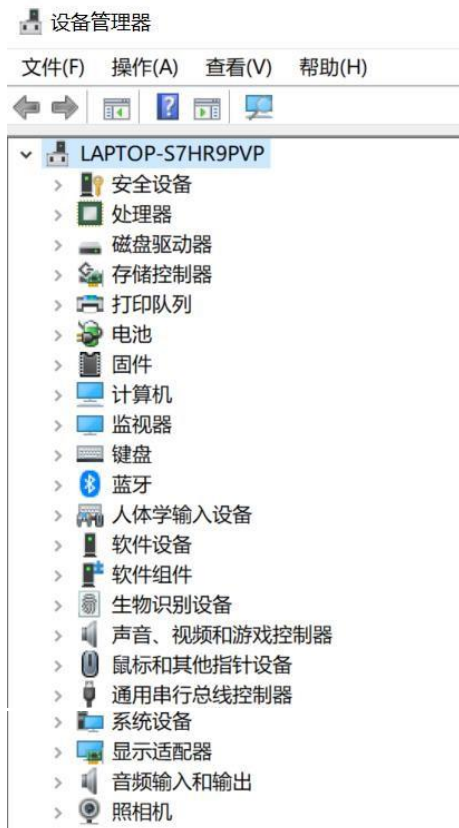 设备管理器
文件(F) 操作(A) 查看(V) 帮助(H)
LAPTOP-S7HR9PVP
安全设备
处理器
磁盘驱动器
存储控制器
打印队列
电池
固件
计算机
监视器
键盘
蓝牙
人体学输入设备
软件设备
软件组件
生物识别设备
声音、视频和游戏控制器
鼠标和其他指针设备
通用串行总线控制器
系统设备
显示适配器
音频输入和输出
照相机